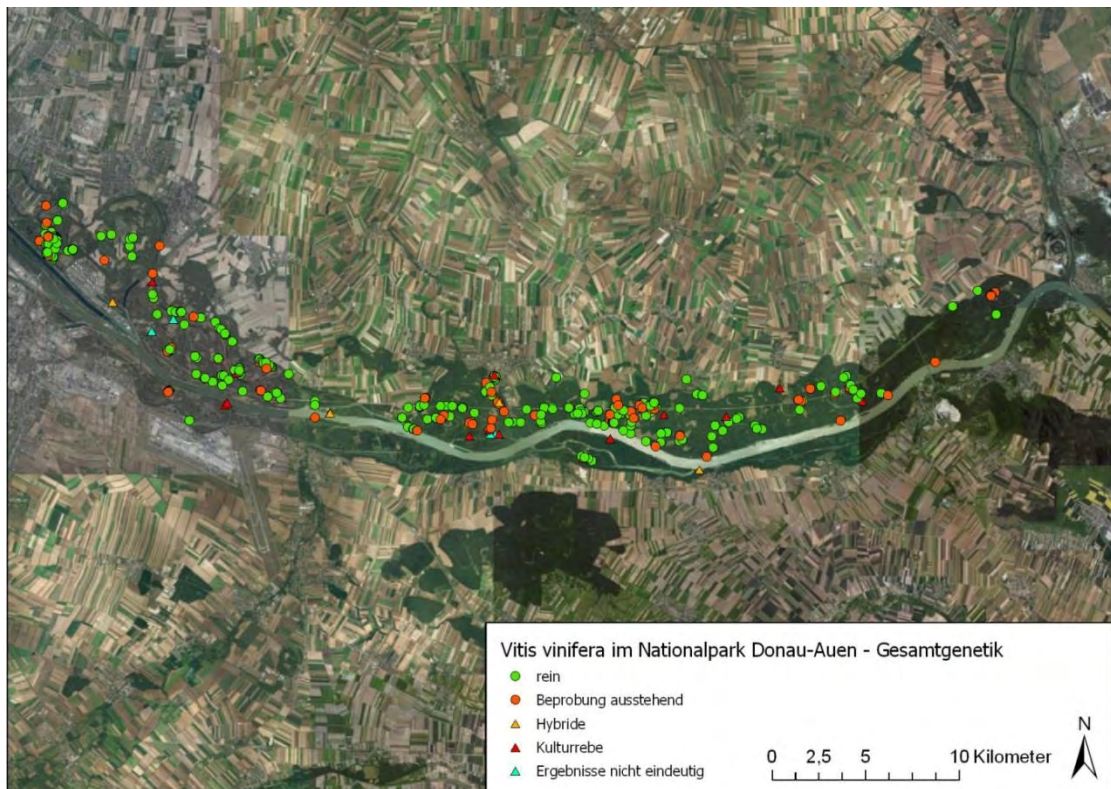 Vitis vinifera im Nationalpark Donau-Auen - Gesamtgenetik
rein
Beprobung ausstehend
Hybride
Kulturrebe
Ergebnisse nicht eindeutig
0 2,5 5 10 Kilometer
N